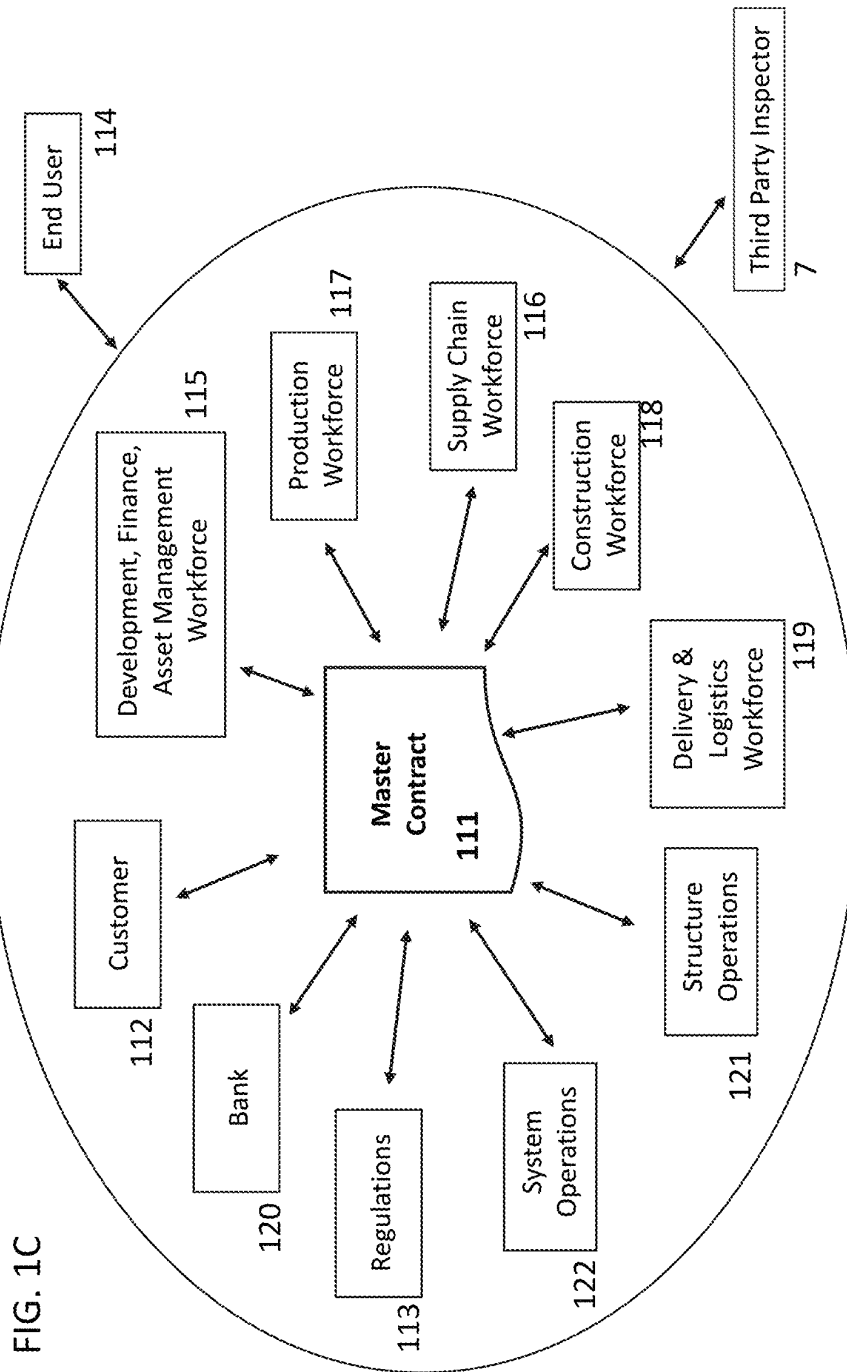 FIG. 1C
End User
114
Development, Finance,
Asset Management
Workforce
115
Customer
112
Production
Workforce
117
Bank
120
Master
Contract
111
Supply Chain
Workforce
116
Regulations
113
Construction
Workforce
118
System
Operations
122
Structure
Operations
121
Delivery &
Logistics
Workforce
119
Third Party Inspector
7